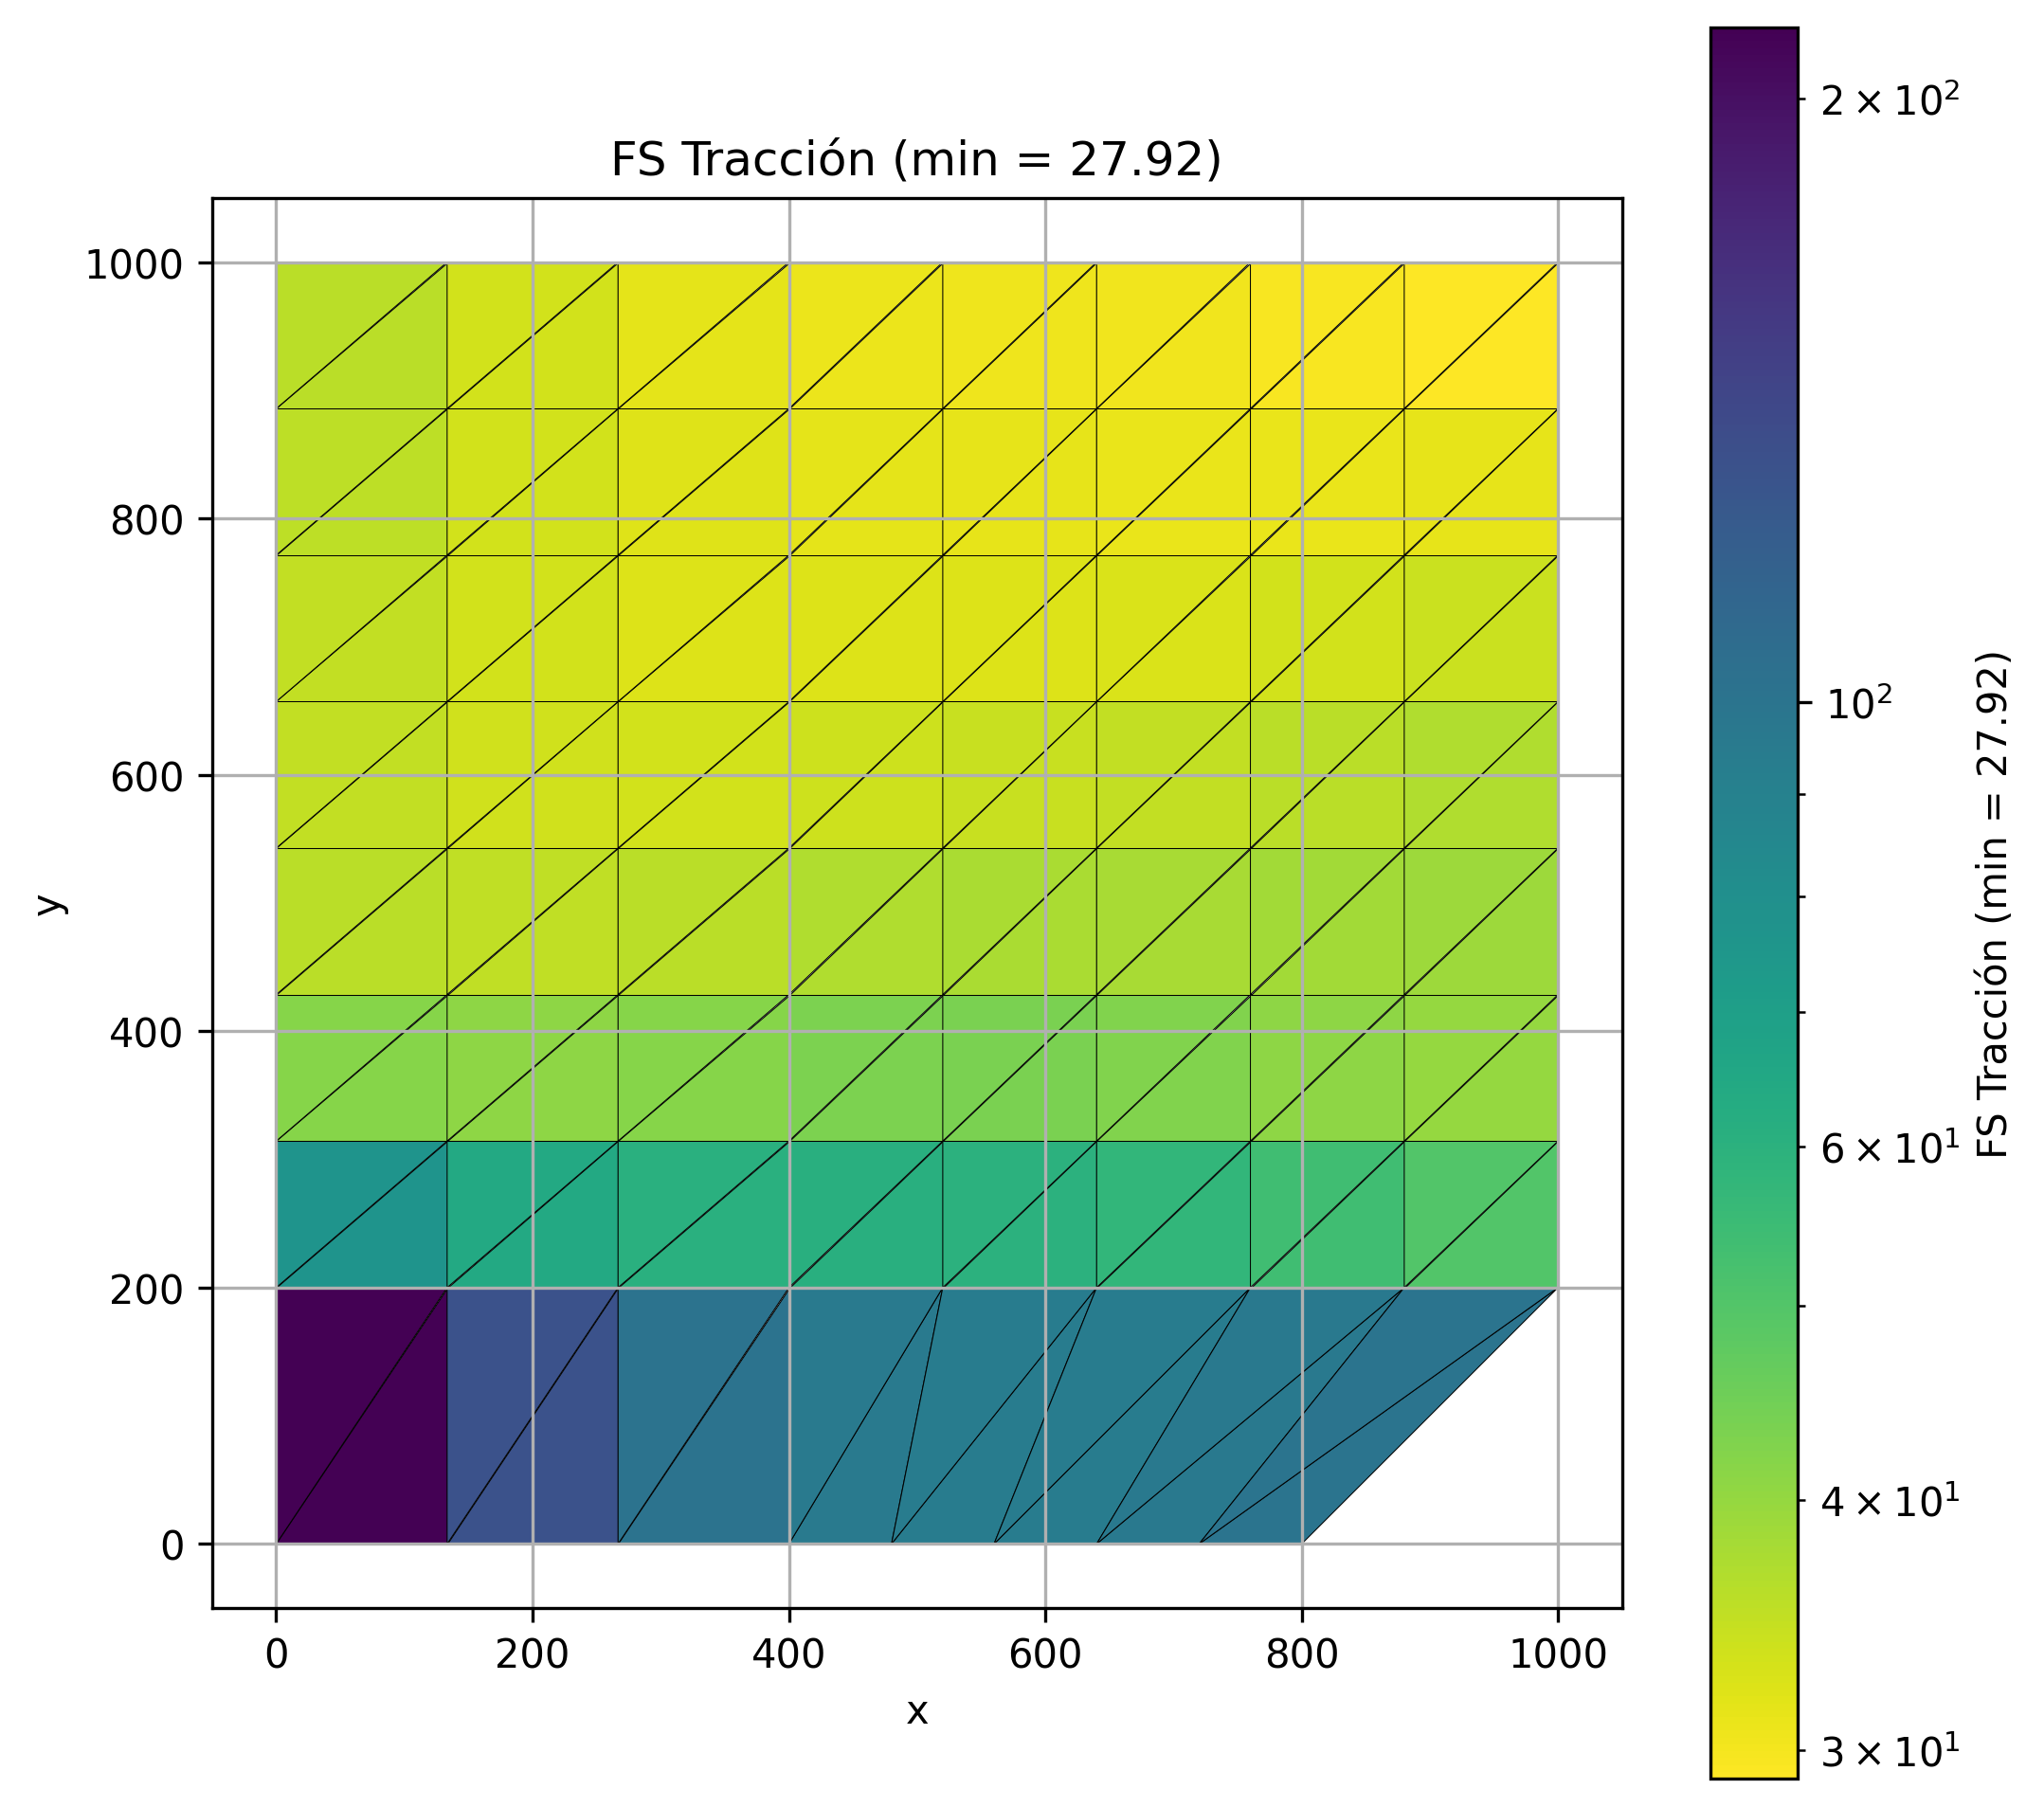 FS Tracción (min = 27.92)
1000
800
600
400
200
0
y
0 200 400 600 800 1000
x
2 × 10²
10²
6 × 10¹
4 × 10¹
3 × 10¹
FS Tracción (min = 27.92)